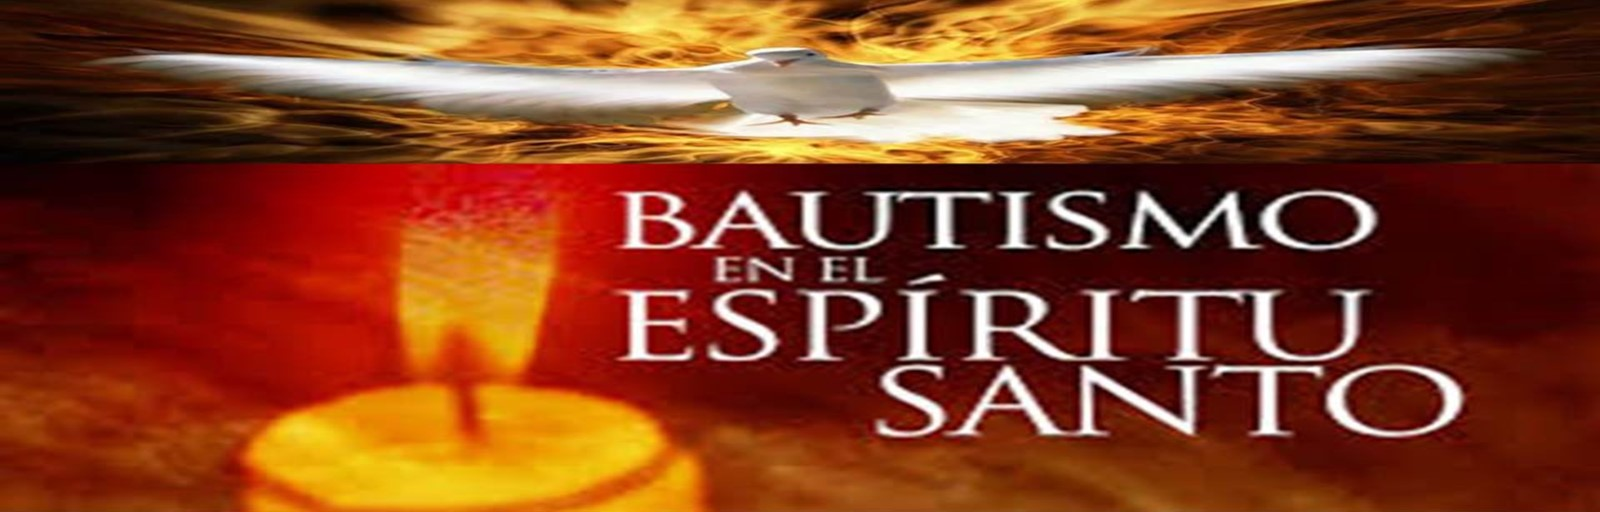 BAUTISMO
EN EL
ESPÍRITU
SANTO